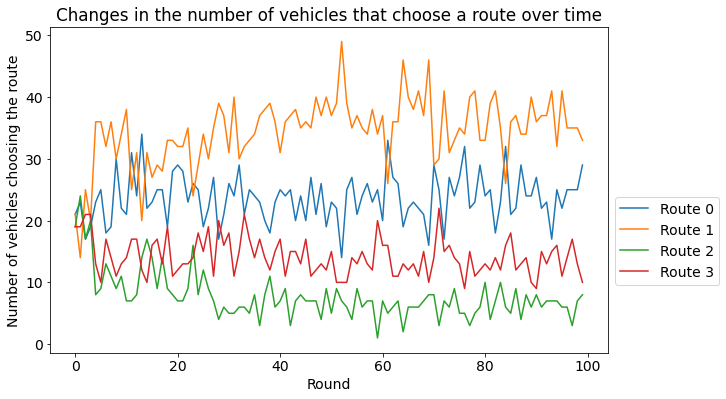 Changes in the number of vehicles that choose a route over time
Number of vehicles choosing the route
50
40
30
20
10
0
0 20 40 60 80 100
Round
Route 0
Route 1
Route 2
Route 3